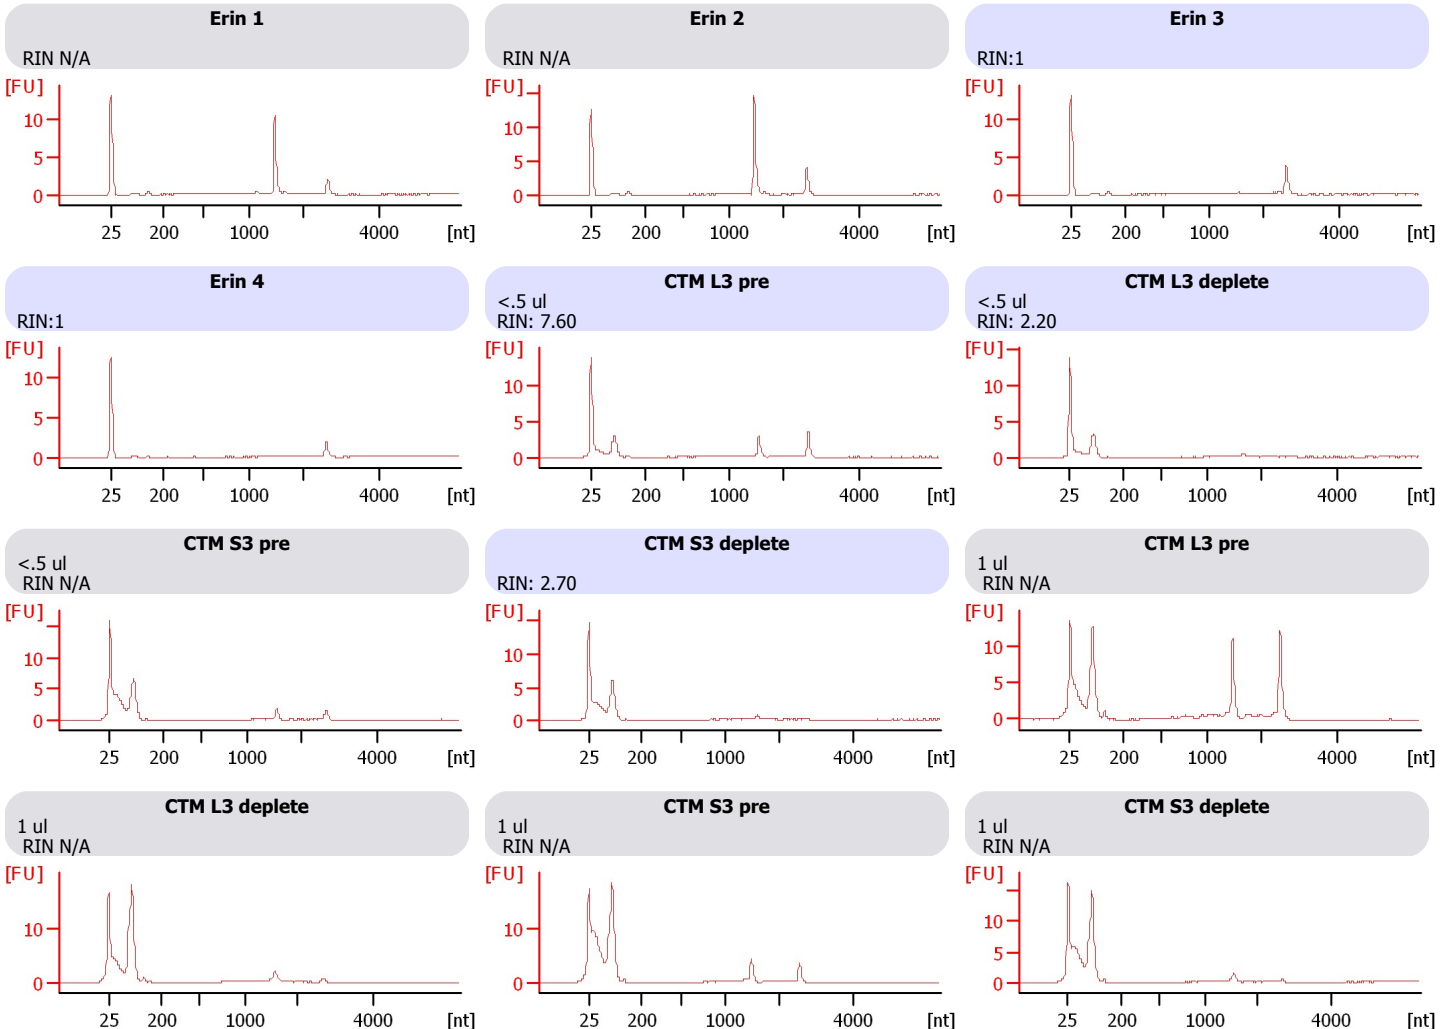 Erin 1
RIN N/A
[FU]
10
5
0
25 200 1000 4000 [nt]
Erin 2
RIN N/A
[FU]
10
5
0
25 200 1000 4000 [nt]
Erin 3
RIN:1
[FU]
10
5
0
25 200 1000 4000 [nt]
Erin 4
RIN:1
[FU]
10
5
0
25 200 1000 4000 [nt]
CTM L3 pre
<.5 ul
RIN: 7.60
[FU]
10
5
0
25 200 1000 4000 [nt]
CTM L3 deplete
<.5 ul
RIN: 2.20
[FU]
10
5
0
25 200 1000 4000 [nt]
CTM S3 pre
<.5 ul
RIN N/A
[FU]
10
5
0
25 200 1000 4000 [nt]
CTM S3 deplete
RIN: 2.70
[FU]
10
5
0
25 200 1000 4000 [nt]
CTM L3 pre
1 ul
RIN N/A
[FU]
10
5
0
25 200 1000 4000 [nt]
CTM L3 deplete
1 ul
RIN N/A
[FU]
10
0
25 200 1000 4000 [nt]
CTM S3 pre
1 ul
RIN N/A
[FU]
10
0
25 200 1000 4000 [nt]
CTM S3 deplete
1 ul
RIN N/A
[FU]
10
5
0
25 200 1000 4000 [nt]